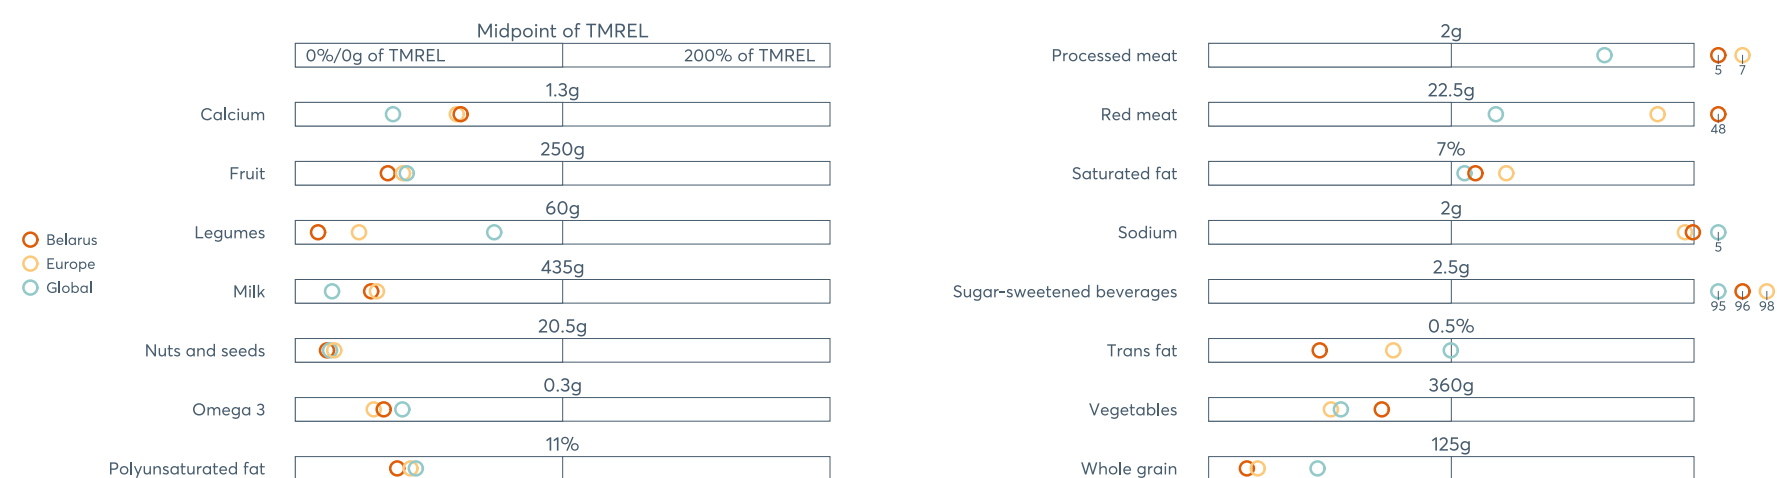 Midpoint of TMREL
0%/0g of TMREL 200% of TMREL
1.3g
Calcium
250g
Fruit
60g
Legumes
435g
Milk
20.5g
Nuts and seeds
0.3g
Omega 3
11%
Polyunsaturated fat
Belarus
Europe
Global
2g
Processed meat
5 7
22.5g
Red meat
48
7%
Saturated fat
2g
Sodium
5
2.5g
Sugar-sweetened beverages
95 96 98
0.5%
Trans fat
360g
Vegetables
125g
Whole grain